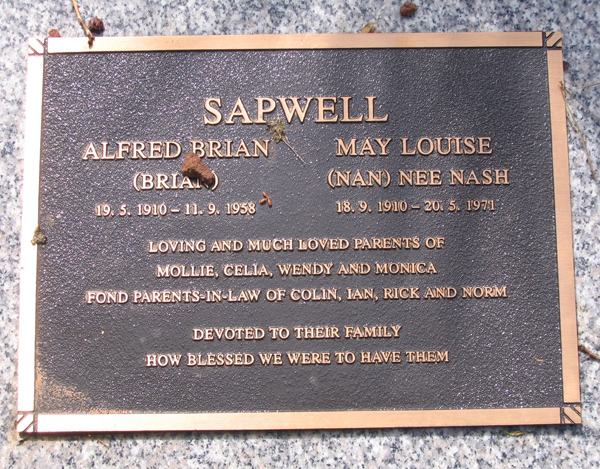 SAPWELL
ALFRED BRIAN MAY LOUISE
(BRIAN) (NAN) NEE NASH
19. 5. 1910 – 11. 9. 1958 18. 9. 1910 – 20. 5. 1971
LOVING AND MUCH LOVED PARENTS OF
MOLLIE, CELIA, WENDY AND MONICA
FOND PARENTS-IN-LAW OF COLIN, IAN, RICK AND NORM
DEVOTED TO THEIR FAMILY
HOW BLESSED WE WERE TO HAVE THEM